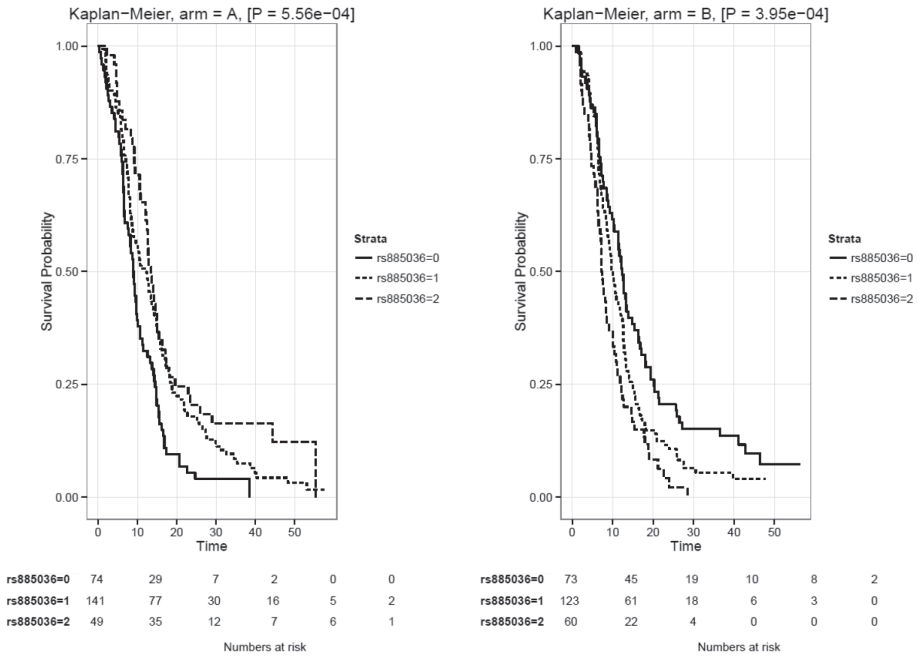 Kaplan−Meier, arm = A, [P = 5.56e−04]
Survival Probability
1.00
0.75
0.50
0.25
0.00
0 10 20 30 40 50
Time
Strata
rs885036=0
rs885036=1
rs885036=2
rs885036=0 74 29 7 2 0 0
rs885036=1 141 77 30 16 5 2
rs885036=2 49 35 12 7 6 1
Numbers at risk
Kaplan−Meier, arm = B, [P = 3.95e−04]
Survival Probability
1.00
0.75
0.50
0.25
0.00
0 10 20 30 40 50
Time
Strata
rs885036=0
rs885036=1
rs885036=2
rs885036=0 73 45 19 10 8 2
rs885036=1 123 61 18 6 3 0
rs885036=2 60 22 4 0 0 0
Numbers at risk